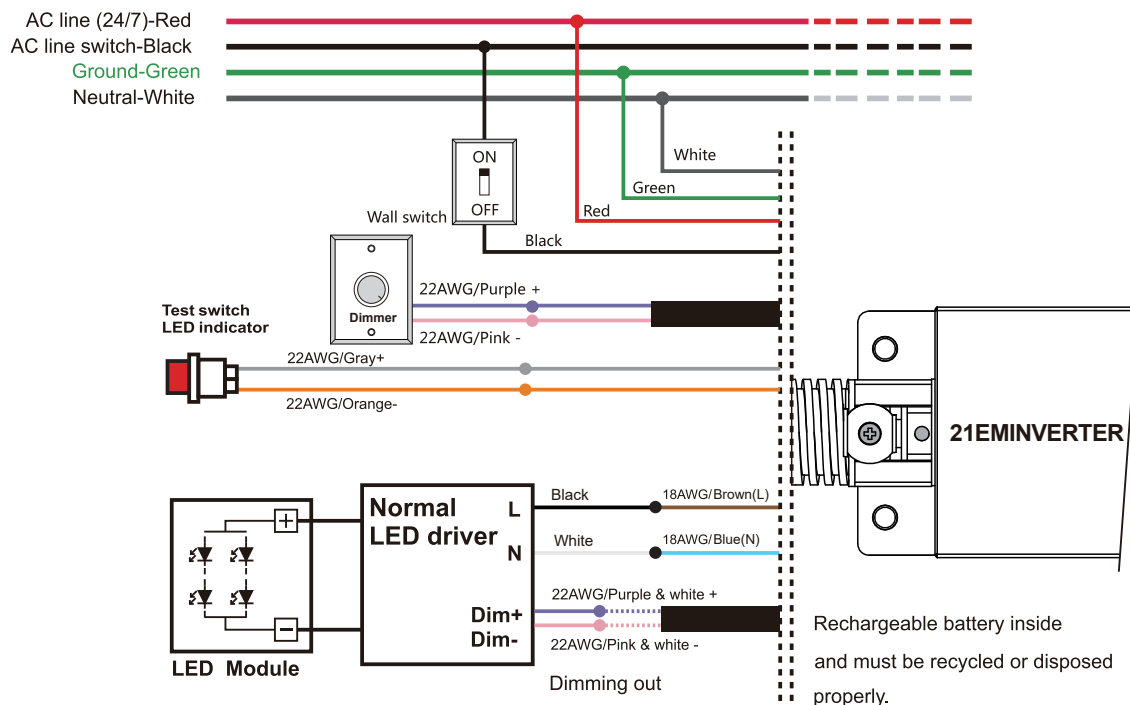 AC line (24/7)-Red
AC line switch-Black
Ground-Green
Neutral-White
ON
OFF
Wall switch
White
Green
Red
Black
Dimmer
22AWG/Purple +
22AWG/Pink -
Test switch
LED indicator
22AWG/Gray+
22AWG/Orange-
21EMINVERTER
Normal
LED driver
L
N
Dim+
Dim-
Black
18AWG/Brown(L)
White
18AWG/Blue(N)
22AWG/Purple & white +
22AWG/Pink & white -
+
−
LED Module
Dimming out
Rechargeable battery inside
and must be recycled or disposed
properly.